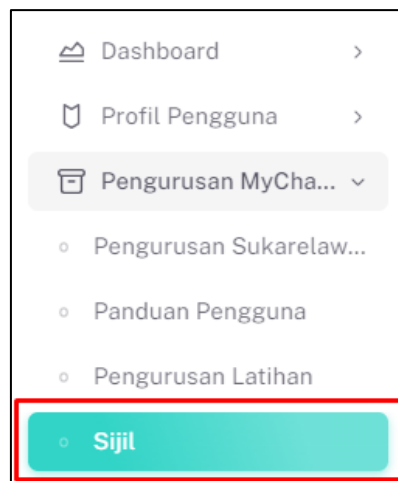 Dashboard
Profil Pengguna
Pengurusan MyCha...
Pengurusan Sukarelaw...
Panduan Pengguna
Pengurusan Latihan
Sijil